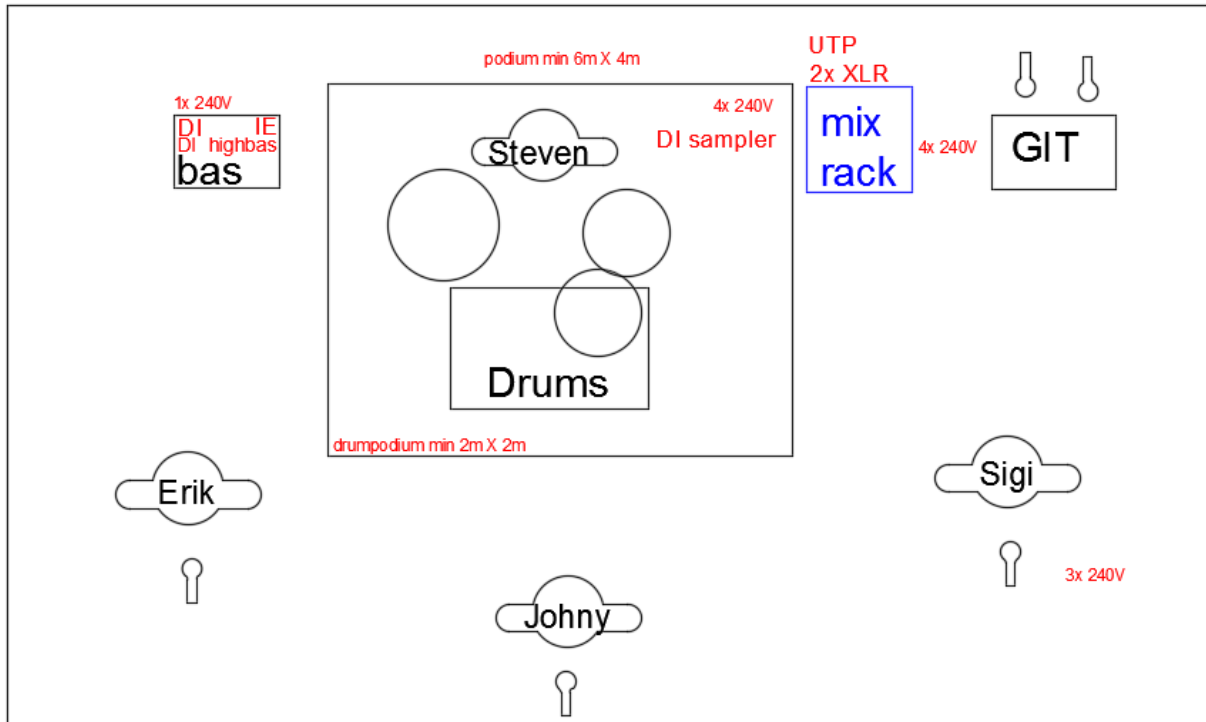 podium min 6m X 4m
UTP
2x XLR
1x 240V
DI IE
DI highbas
bas
4x 240V
DI sampler
Steven
mix
rack
4x 240V
GIT
Drums
drumpodium min 2m X 2m
Erik
Sigi
3x 240V
Johny